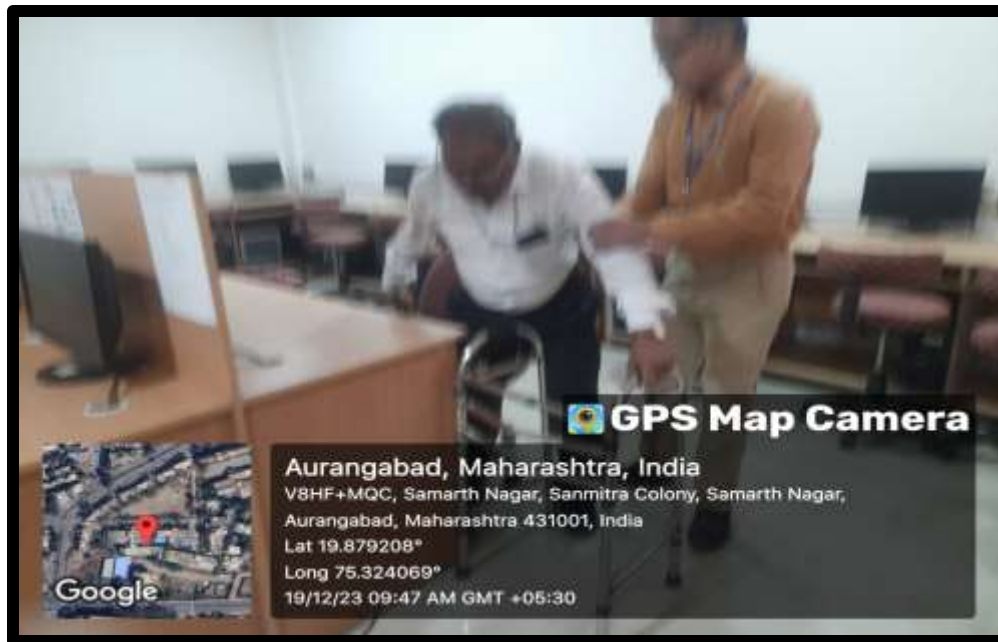 GPS Map Camera
Aurangabad, Maharashtra, India
V8HF+MQC, Samarth Nagar, Sanmitra Colony, Samarth Nagar,
Aurangabad, Maharashtra 431001, India
Lat 19.879208°
Long 75.324069°
19/12/23 09:47 AM GMT +05:30
Google